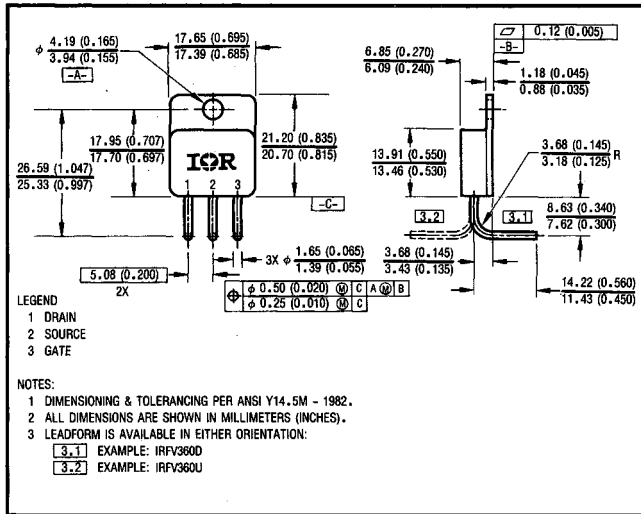 φ 4.19 (0.165)
3.94 (0.155)
-A-
17.65 (0.695)
17.39 (0.685)
6.85 (0.270)
6.09 (0.240)
⏥ 0.12 (0.005)
-B-
1.18 (0.045)
0.88 (0.035)
26.59 (1.047)
25.33 (0.997)
17.95 (0.707)
17.70 (0.697)
IOR
1 2 3
21.20 (0.835)
20.70 (0.815)
-C-
13.91 (0.550)
13.46 (0.530)
3.68 (0.145)
3.18 (0.125) R
3.2
3.1
8.63 (0.340)
7.62 (0.300)
5.08 (0.200)
2X
3X φ 1.65 (0.065)
1.39 (0.055)
3.68 (0.145)
3.43 (0.135)
14.22 (0.560)
11.43 (0.450)
⌖ φ 0.50 (0.020) Ⓜ C A Ⓜ B
φ 0.25 (0.010) Ⓜ C
LEGEND
1 DRAIN
2 SOURCE
3 GATE
NOTES:
1 DIMENSIONING & TOLERANCING PER ANSI Y14.5M - 1982.
2 ALL DIMENSIONS ARE SHOWN IN MILLIMETERS (INCHES).
3 LEADFORM IS AVAILABLE IN EITHER ORIENTATION:
3.1 EXAMPLE: IRFV360D
3.2 EXAMPLE: IRFV360U